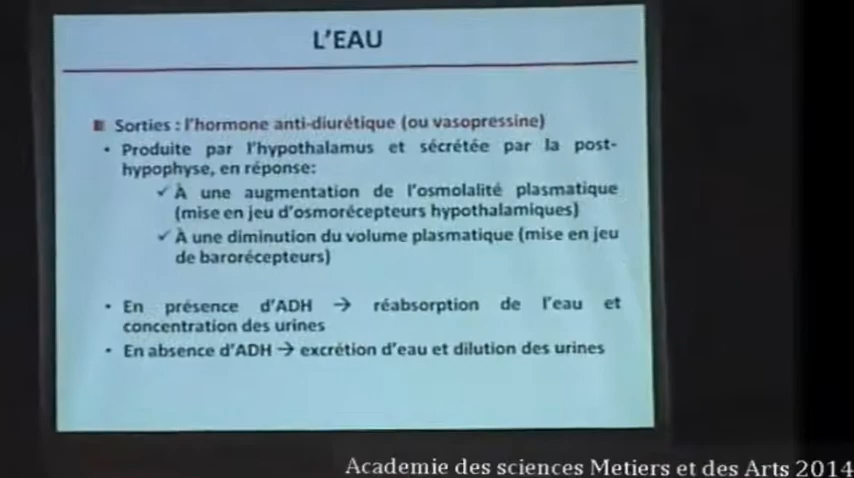 L'EAU
Sorties : l'hormone anti-diurétique (ou vasopressine)
• Produite par l'hypothalamus et sécrétée par la post-
hypophyse, en réponse:
✓ À une augmentation de l'osmolalité plasmatique
(mise en jeu d'osmorécepteurs hypothalamiques)
✓ À une diminution du volume plasmatique (mise en jeu
de barorécepteurs)
• En présence d'ADH → réabsorption de l'eau et
concentration des urines
• En absence d'ADH → excrétion d'eau et dilution des urines
Academie des sciences Metiers et des Arts 2014